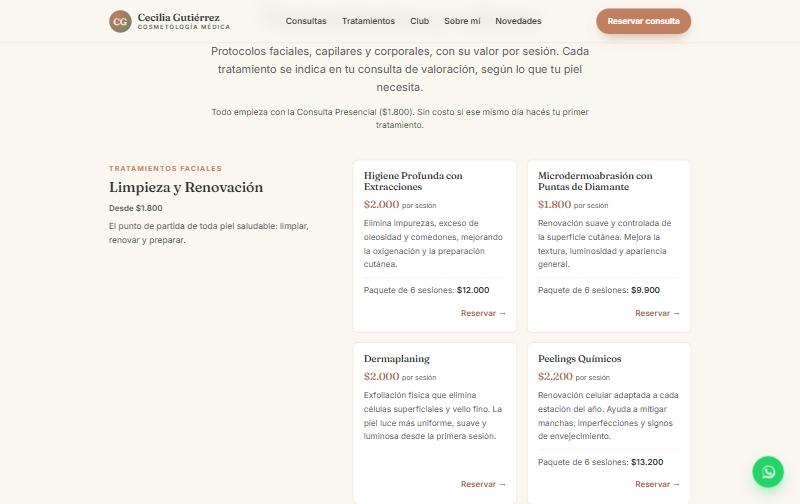 CG
Cecilia Gutiérrez
COSMETOLOGÍA MÉDICA
Consultas
Tratamientos
Club
Sobre mí
Novedades
Reservar consulta
Protocolos faciales, capilares y corporales, con su valor por sesión. Cada
tratamiento se indica en tu consulta de valoración, según lo que tu piel
necesita.
Todo empieza con la Consulta Presencial ($1.800). Sin costo si ese mismo día hacés tu primer
tratamiento.
TRATAMIENTOS FACIALES
Limpieza y Renovación
Desde $1.800
El punto de partida de toda piel saludable: limpiar,
renovar y preparar.
Higiene Profunda con
Extracciones
$2.000 por sesión
Elimina impurezas, exceso de
oleosidad y comedones, mejorando
la oxigenación y la preparación
cutánea.
Paquete de 6 sesiones: $12.000
Reservar →
Microdermoabrasión con
Puntas de Diamante
$1.800 por sesión
Renovación suave y controlada de
la superficie cutánea. Mejora la
textura, luminosidad y apariencia
general.
Paquete de 6 sesiones: $9.900
Reservar →
Dermaplaning
$2.000 por sesión
Exfoliación física que elimina
células superficiales y vello fino. La
piel luce más uniforme, suave y
luminosa desde la primera sesión.
Reservar →
Peelings Químicos
$2.200 por sesión
Renovación celular adaptada a cada
estación del año. Ayuda a mitigar
manchas, imperfecciones y signos
de envejecimiento.
Paquete de 6 sesiones: $13.200
Reservar →